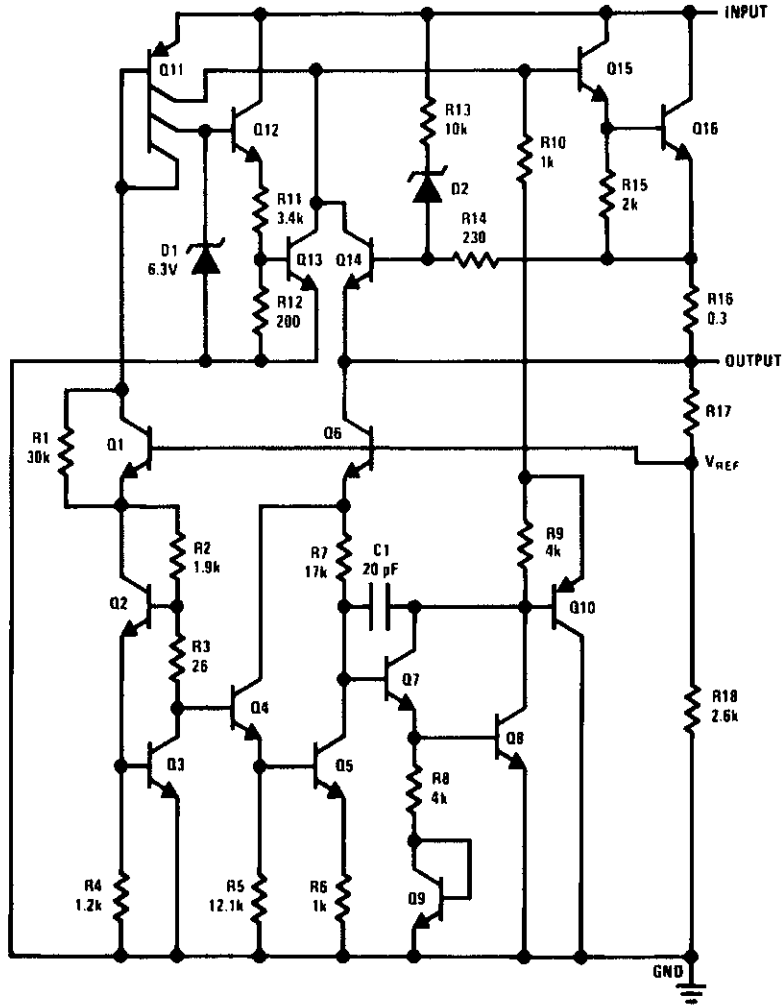 INPUT
Q11
Q15
R13
10k
Q12
R10
1k
Q16
D2
R15
2k
R11
3.4k
R14
230
D1
6.3V
Q13
Q14
R12
200
R16
0.3
OUTPUT
R17
R1
30k
Q1
Q6
VREF
R2
1.9k
R7
17k
C1
20 pF
R9
4k
Q2
Q10
R3
26
Q7
Q4
R18
2.6k
Q8
Q3
Q5
R8
4k
R4
1.2k
R5
12.1k
R6
1k
Q9
GND